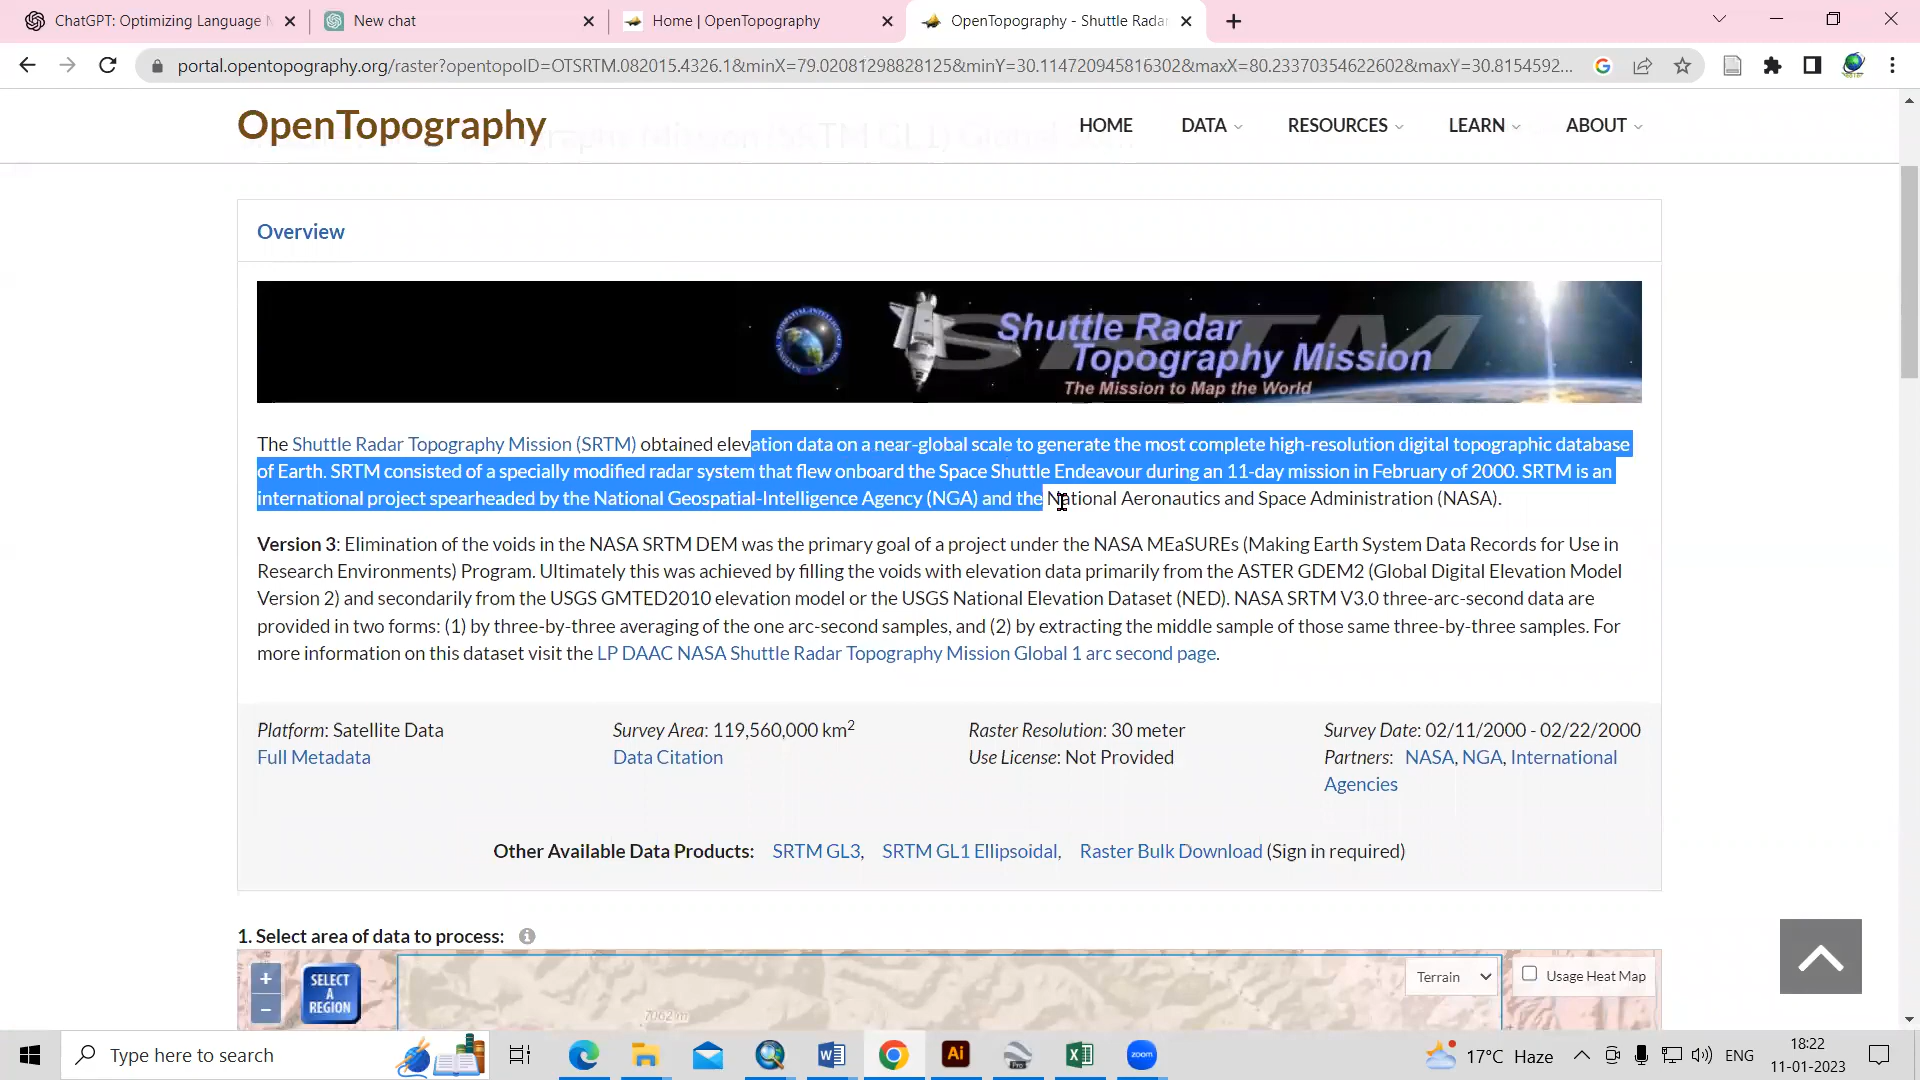 ChatGPT: Optimizing Language
New chat
Home | OpenTopography
OpenTopography - Shuttle Radar
portal.opentopography.org/raster?opentopoID=OTSRTM.082015.4326.1&minX=79.02081298828125&minY=30.114720945816302&maxX=80.23370354622602&maxY=30.8154592...
OpenTopography
HOME DATA RESOURCES LEARN ABOUT
Overview
Shuttle Radar
Topography Mission
SRTM
The Mission to Map the World
The Shuttle Radar Topography Mission (SRTM) obtained elevation data on a near-global scale to generate the most complete high-resolution digital topographic database
of Earth. SRTM consisted of a specially modified radar system that flew onboard the Space Shuttle Endeavour during an 11-day mission in February of 2000. SRTM is an
international project spearheaded by the National Geospatial-Intelligence Agency (NGA) and the National Aeronautics and Space Administration (NASA).
Version 3: Elimination of the voids in the NASA SRTM DEM was the primary goal of a project under the NASA MEaSUREs (Making Earth System Data Records for Use in
Research Environments) Program. Ultimately this was achieved by filling the voids with elevation data primarily from the ASTER GDEM2 (Global Digital Elevation Model
Version 2) and secondarily from the USGS GMTED2010 elevation model or the USGS National Elevation Dataset (NED). NASA SRTM V3.0 three-arc-second data are
provided in two forms: (1) by three-by-three averaging of the one arc-second samples, and (2) by extracting the middle sample of those same three-by-three samples. For
more information on this dataset visit the LP DAAC NASA Shuttle Radar Topography Mission Global 1 arc second page.
Platform: Satellite Data Survey Area: 119,560,000 km2 Raster Resolution: 30 meter Survey Date: 02/11/2000 - 02/22/2000
Full Metadata Data Citation Use License: Not Provided Partners: NASA, NGA, International
Agencies
Other Available Data Products: SRTM GL3, SRTM GL1 Ellipsoidal, Raster Bulk Download (Sign in required)
1. Select area of data to process:
+
SELECT
A
REGION
−
Terrain
Usage Heat Map
7062 m
Type here to search
W
Ai
Pro
X
zoom
17°C Haze
ENG
18:22
11-01-2023